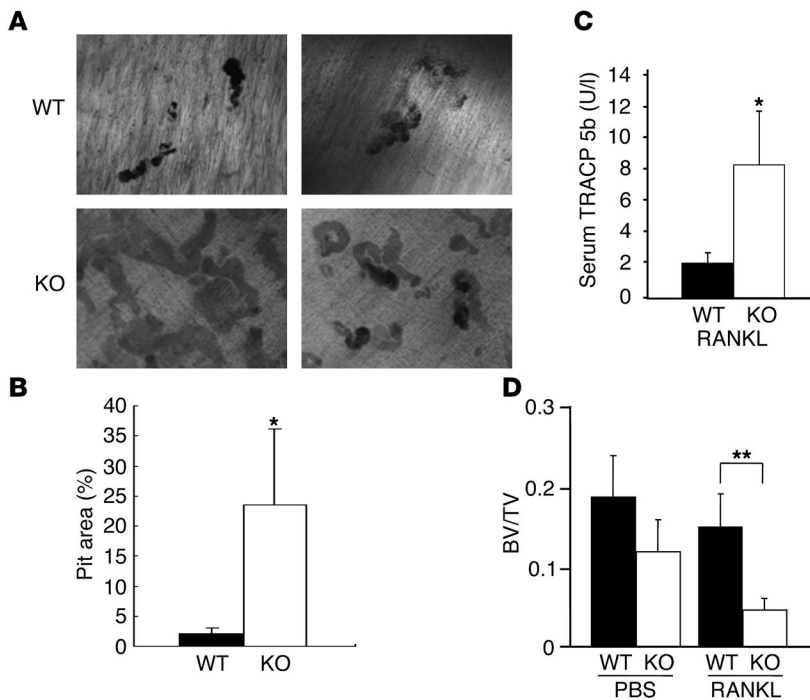 A
WT
KO
B
Pit area (%)
40
35
30
25
20
15
10
5
0
*
WT KO
C
Serum TRACP 5b (U/l)
14
12
10
8
6
4
2
0
*
WT KO
RANKL
D
BV/TV
0.3
0.2
0.1
0
**
WT KO WT KO
PBS RANKL